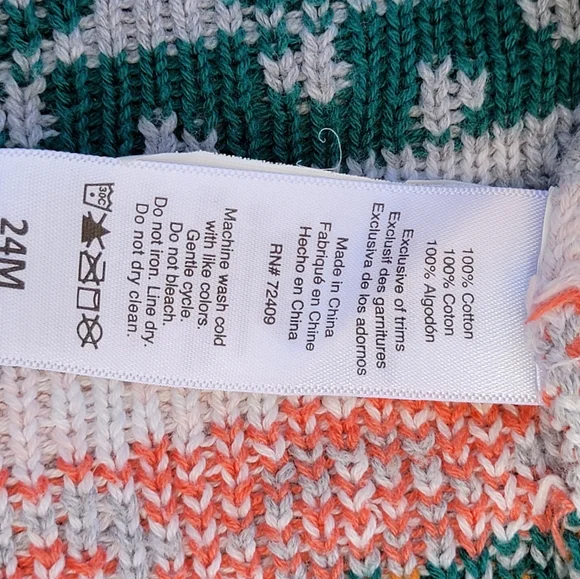 100% Cotton
100% Coton
100% Algodón
Exclusive of trims
Exclusif des garnitures
Exclusiva de los adornos
Made in China
Fabriqué en Chine
Hecho en China
RN# 72409
Machine wash cold
with like colors.
Gentle cycle.
Do not bleach.
Do not iron. Line dry.
Do not dry clean.
30C
24M